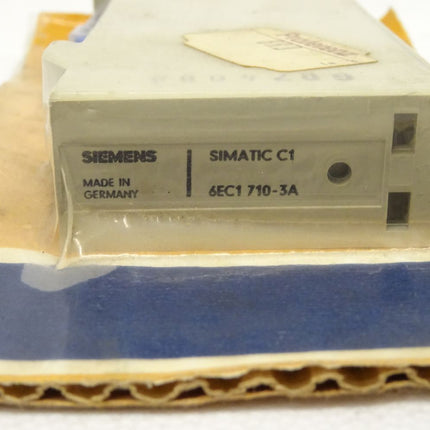 SIEMENS
MADE IN
GERMANY
SIMATIC C1
6EC1 710-3A